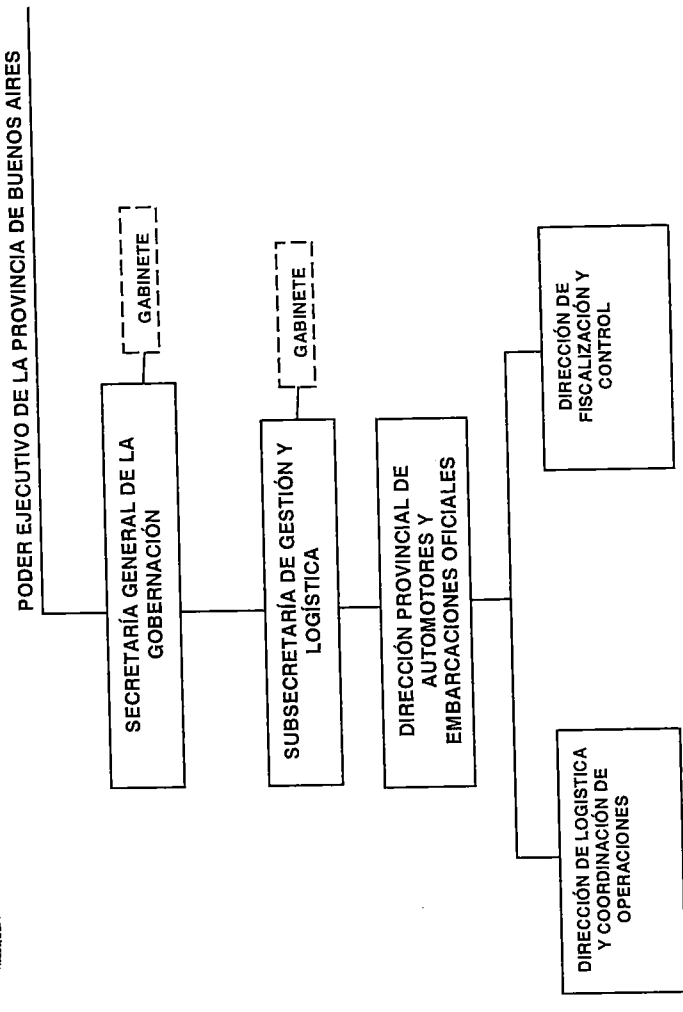 PODER EJECUTIVO DE LA PROVINCIA DE BUENOS AIRES
SECRETARÍA GENERAL DE LA
GOBERNACIÓN
GABINETE
SUBSECRETARÍA DE GESTIÓN Y
LOGÍSTICA
GABINETE
DIRECCIÓN PROVINCIAL DE
AUTOMOTORES Y
EMBARCACIONES OFICIALES
DIRECCIÓN DE LOGISTICA
Y COORDINACIÓN DE
OPERACIONES
DIRECCIÓN DE
FISCALIZACIÓN Y
CONTROL